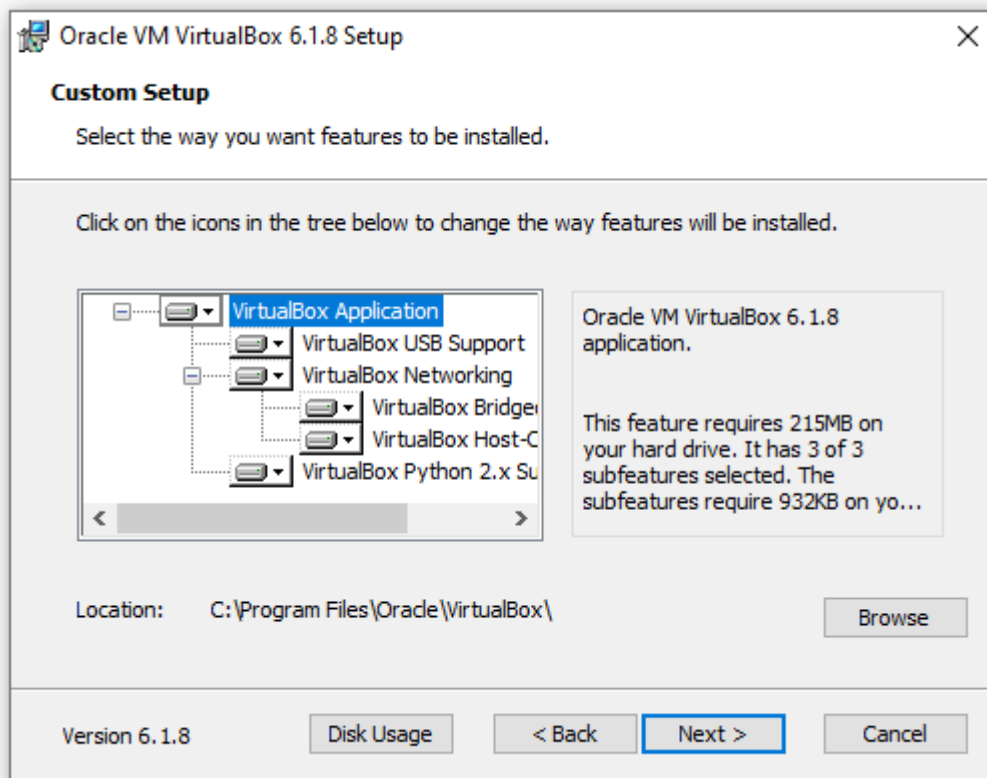 Oracle VM VirtualBox 6.1.8 Setup
Custom Setup
Select the way you want features to be installed.
Click on the icons in the tree below to change the way features will be installed.
VirtualBox Application
VirtualBox USB Support
VirtualBox Networking
VirtualBox Bridge
VirtualBox Host-C
VirtualBox Python 2.x Su
Oracle VM VirtualBox 6.1.8
application.
This feature requires 215MB on
your hard drive. It has 3 of 3
subfeatures selected. The
subfeatures require 932KB on yo...
Location: C:\Program Files\Oracle\VirtualBox\
Browse
Version 6.1.8
Disk Usage
< Back
Next >
Cancel